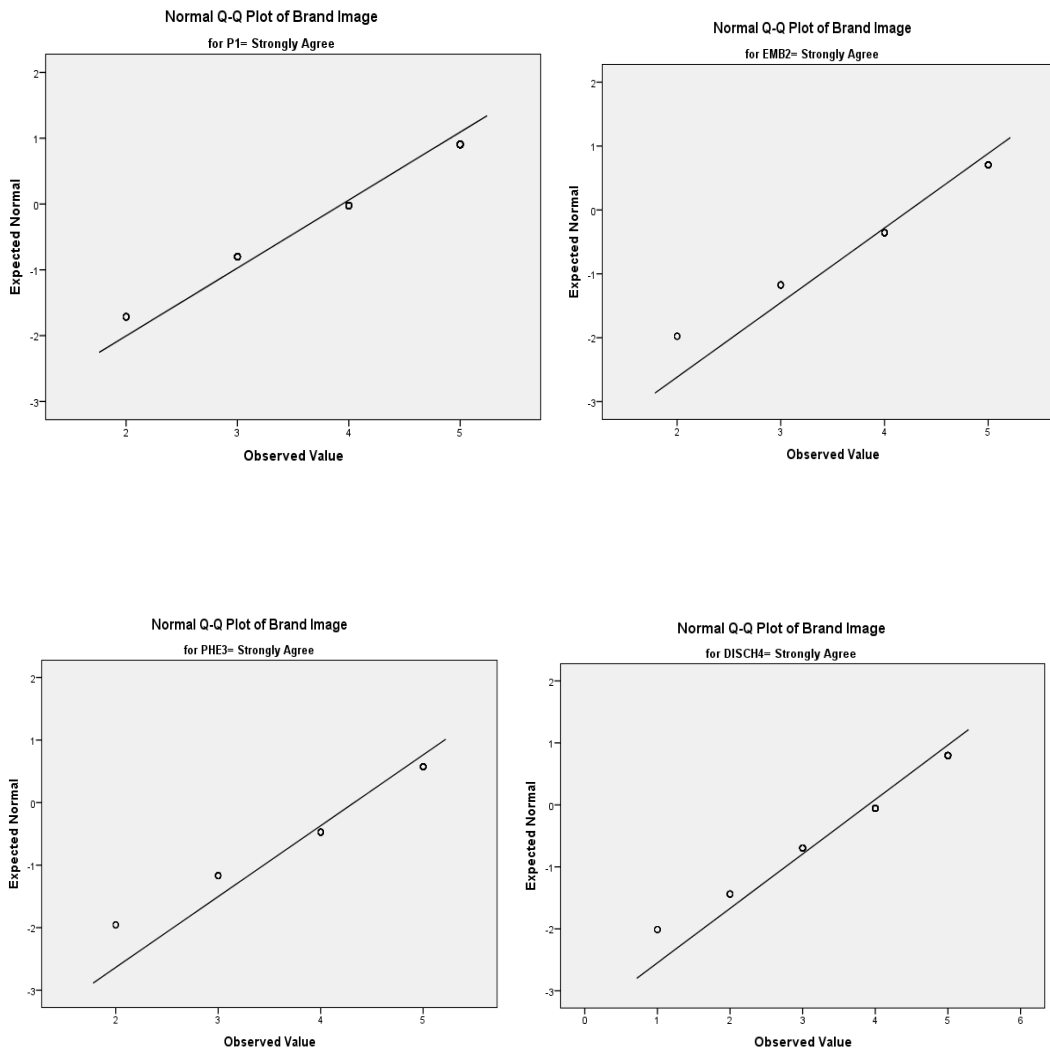 Normal Q-Q Plot of Brand Image
for P1= Strongly Agree
2
1
0
-1
-2
-3
Expected Normal
2 3 4 5
Observed Value
Normal Q-Q Plot of Brand Image
for EMB2= Strongly Agree
2
1
0
-1
-2
-3
Expected Normal
2 3 4 5
Observed Value
Normal Q-Q Plot of Brand Image
for PHE3= Strongly Agree
2
1
0
-1
-2
-3
Expected Normal
2 3 4 5
Observed Value
Normal Q-Q Plot of Brand Image
for DISCH4= Strongly Agree
2
1
0
-1
-2
-3
Expected Normal
0 1 2 3 4 5 6
Observed Value